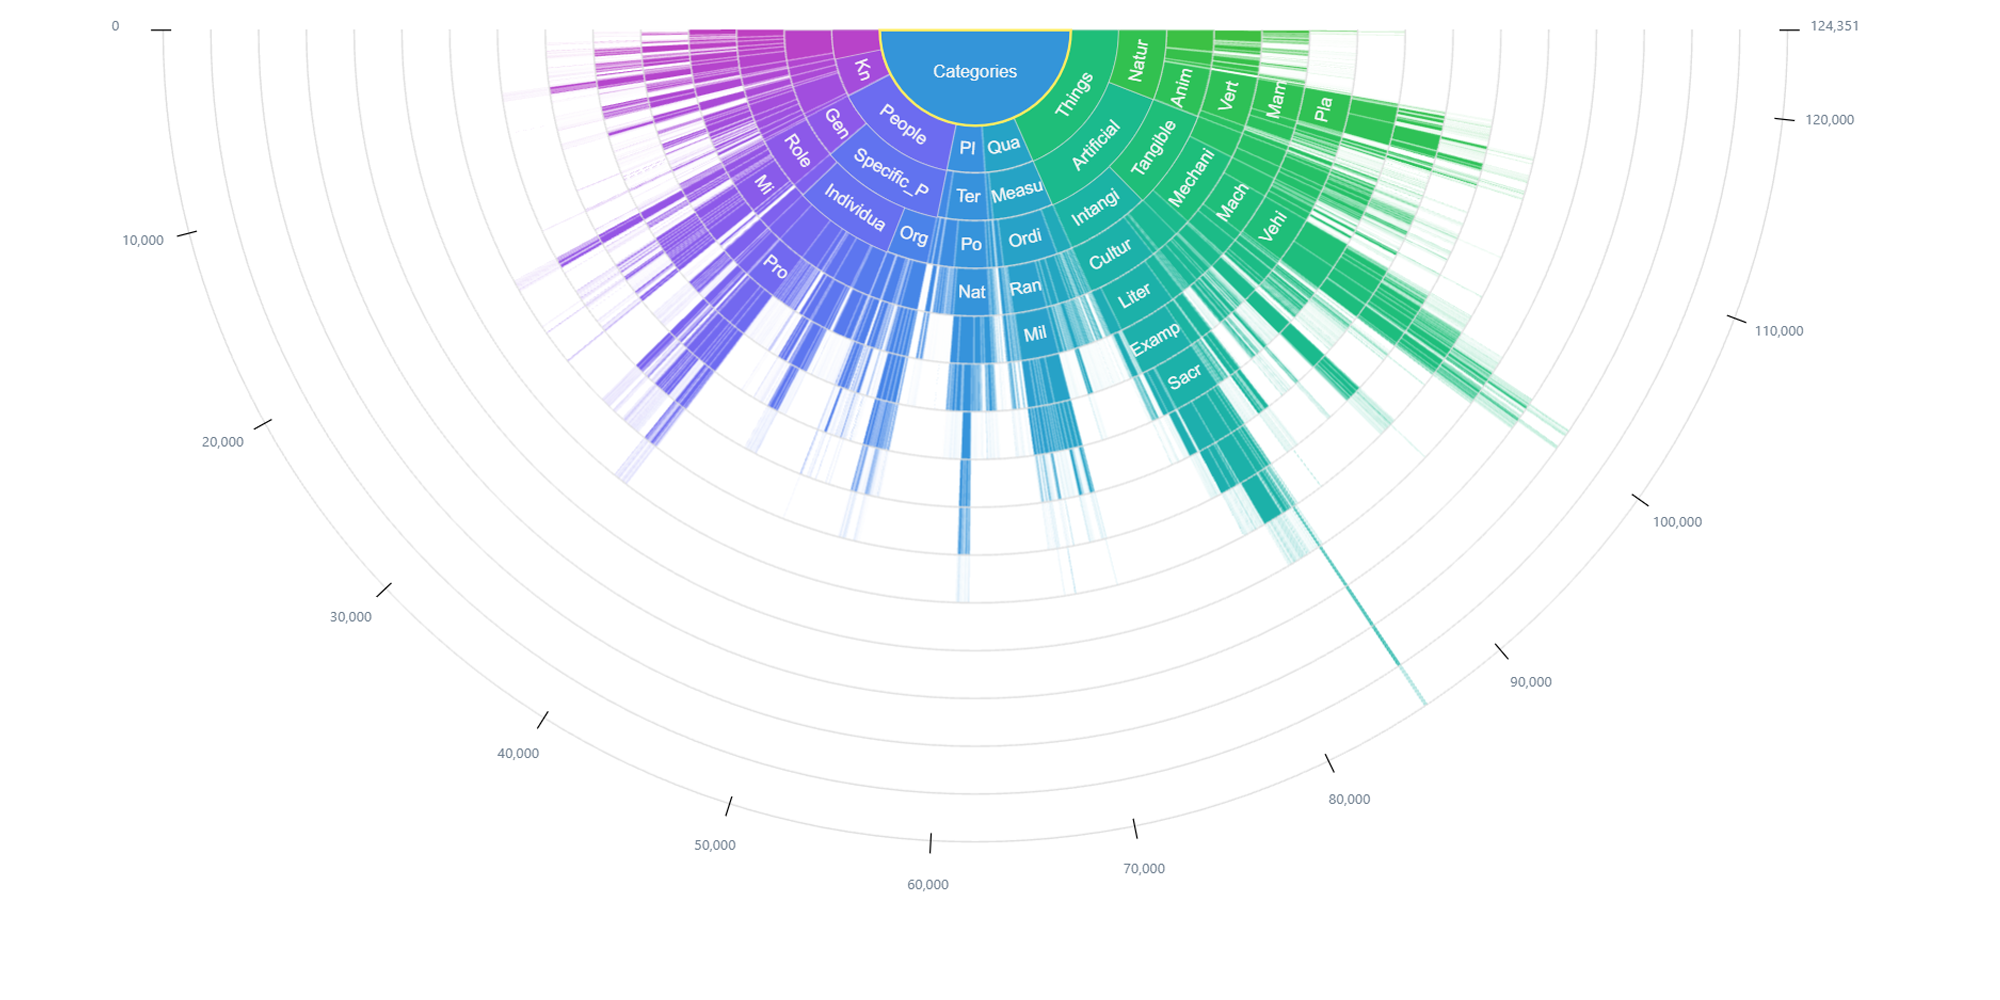 0
124,351
Categories
Kn
People
Pl
Qua
Things
Natur
Gen
Specific_P
Ter
Measu
Artificial
Anim
Role
Individua
Org
Po
Ordi
Intangi
Tangible
Vert
Mi
Nat
Ran
Cultur
Mechani
Mam
Pro
Mil
Liter
Mach
Pla
Examp
Vehi
Sacr
10,000
20,000
30,000
40,000
50,000
60,000
70,000
80,000
90,000
100,000
110,000
120,000